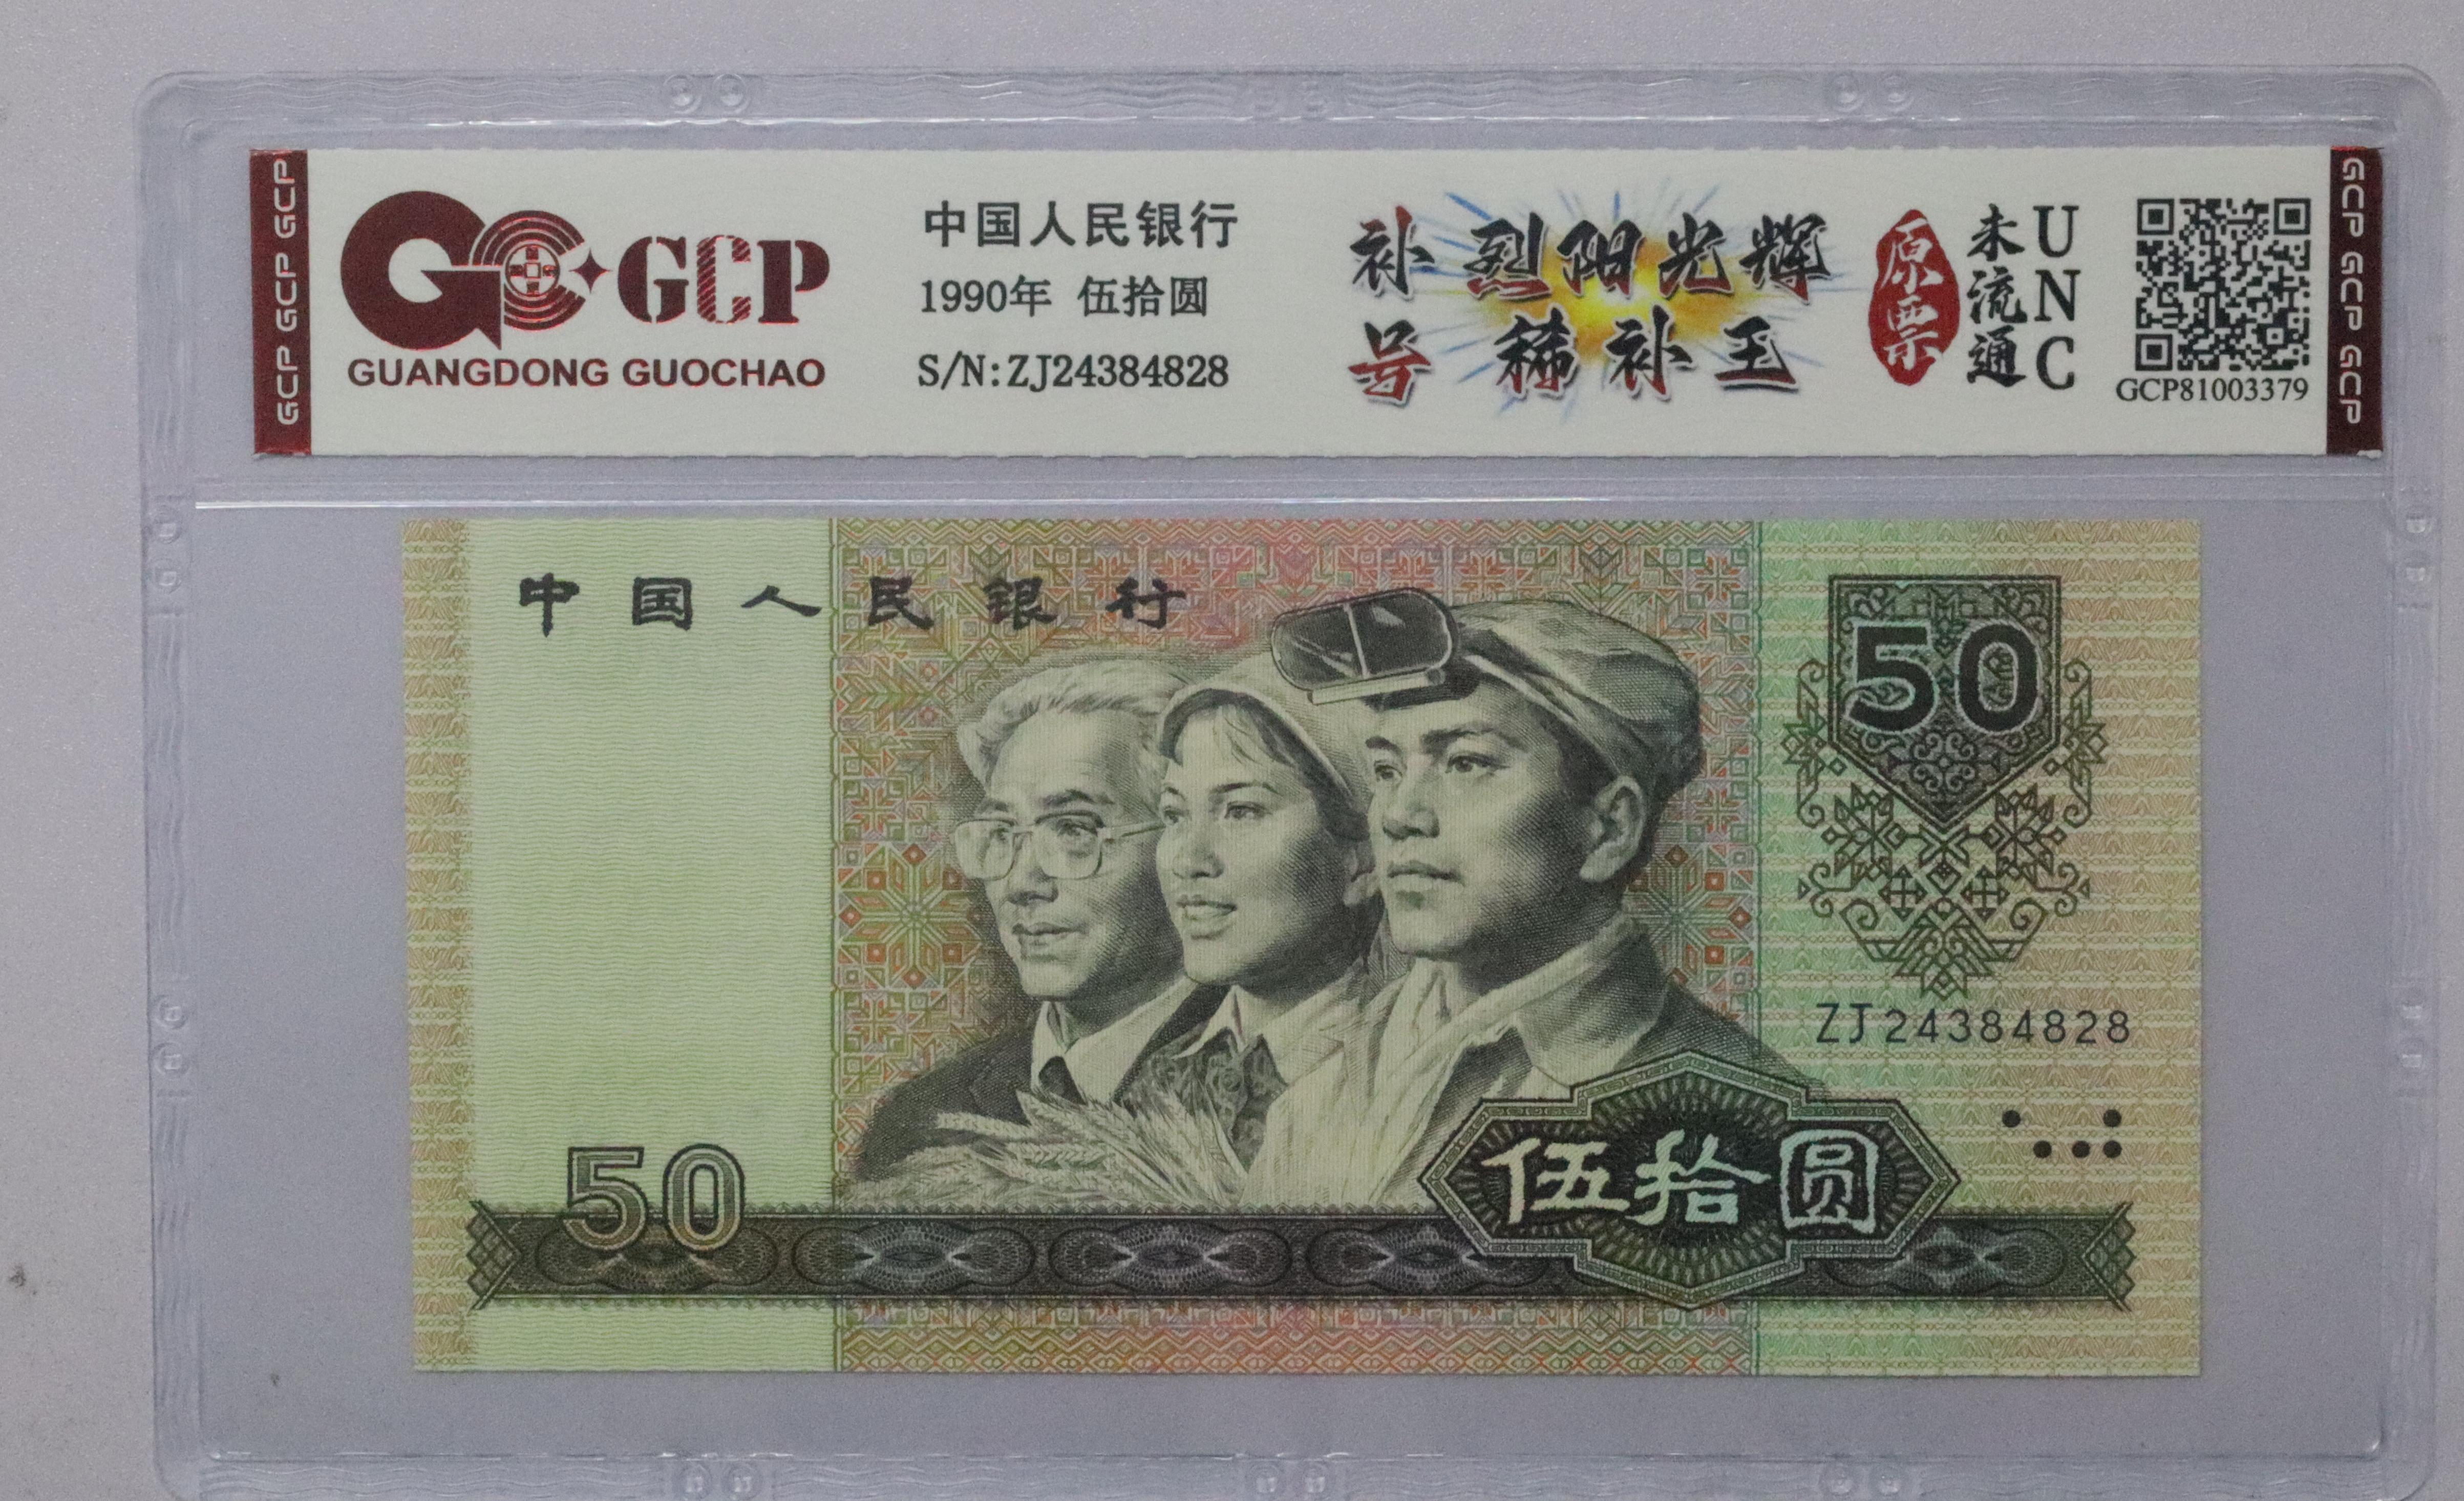 GCP GCP GCP
GCP
GUANGDONG GUOCHAO
中国人民银行
1990年 伍拾圆
S/N:ZJ24384828
补号
烈阳光辉
稀补王
原票
未流通
UNC
GCP81003379
GCP GCP GCP
中国人民银行
50
ZJ24384828
50
伍拾圆